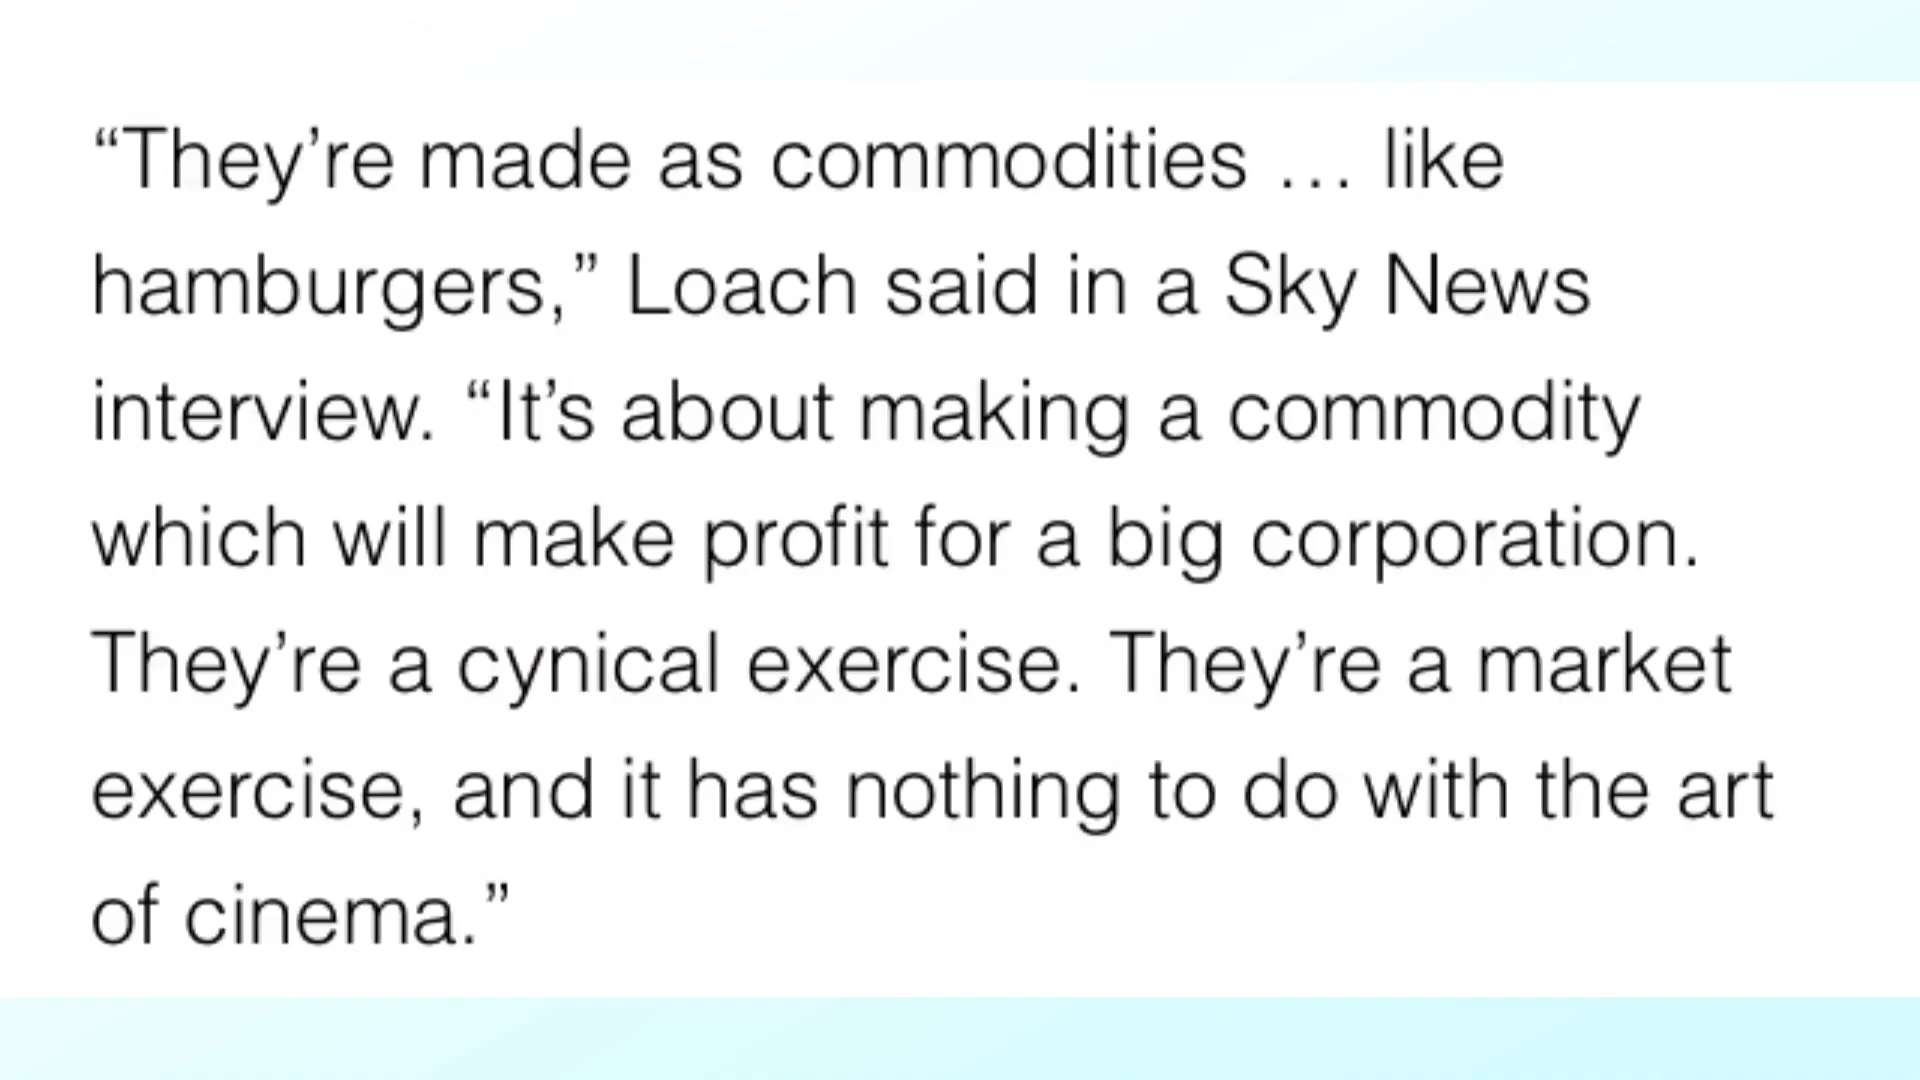 “They’re made as commodities … like
hamburgers,” Loach said in a Sky News
interview. “It’s about making a commodity
which will make profit for a big corporation.
They’re a cynical exercise. They’re a market
exercise, and it has nothing to do with the art
of cinema.”